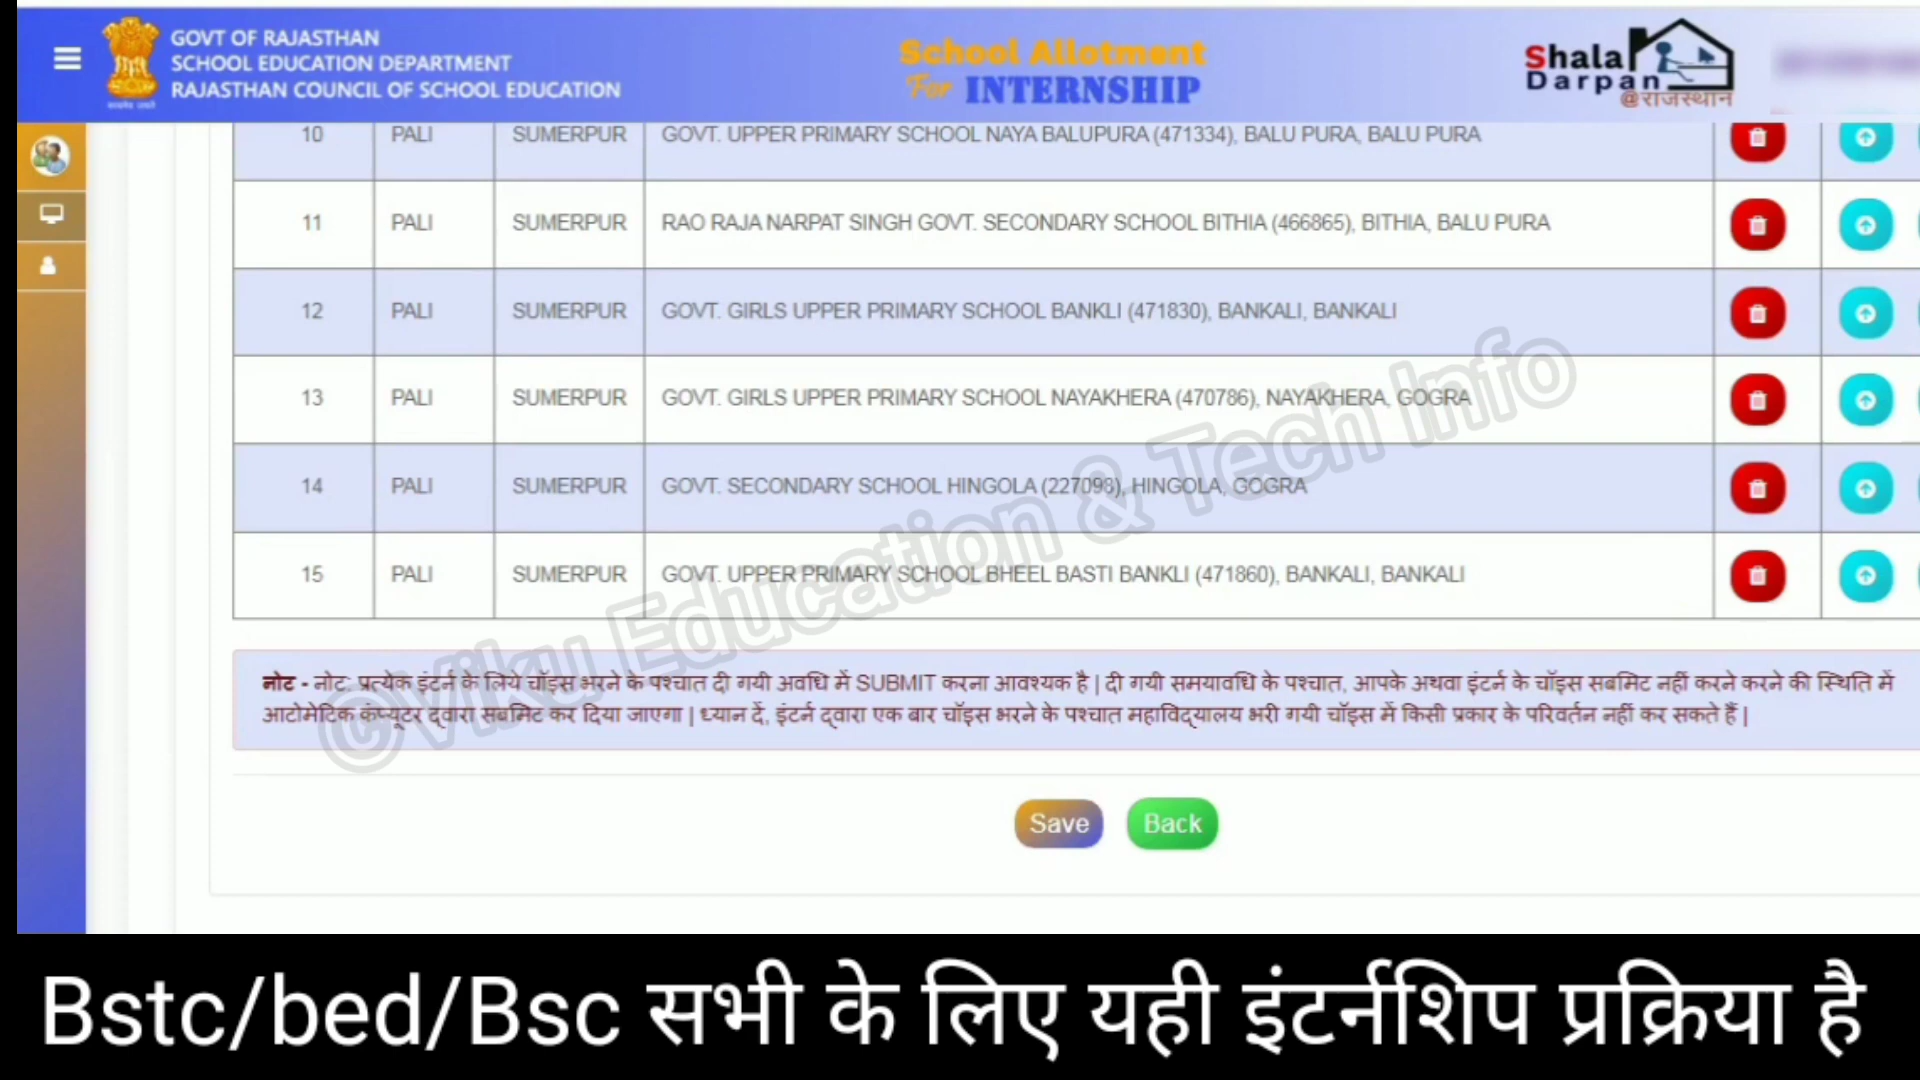 GOVT OF RAJASTHAN
SCHOOL EDUCATION DEPARTMENT
RAJASTHAN COUNCIL OF SCHOOL EDUCATION
School Allotment
For INTERNSHIP
Shala
Darpan
@राजस्थान
10 PALI SUMERPUR GOVT. UPPER PRIMARY SCHOOL NAYA BALUPURA (471334), BALU PURA, BALU PURA
11 PALI SUMERPUR RAO RAJA NARPAT SINGH GOVT. SECONDARY SCHOOL BITHIA (466865), BITHIA, BALU PURA
12 PALI SUMERPUR GOVT. GIRLS UPPER PRIMARY SCHOOL BANKLI (471830), BANKALI, BANKALI
13 PALI SUMERPUR GOVT. GIRLS UPPER PRIMARY SCHOOL NAYAKHERA (470786), NAYAKHERA, GOGRA
14 PALI SUMERPUR GOVT. SECONDARY SCHOOL HINGOLA (227098), HINGOLA, GOGRA
15 PALI SUMERPUR GOVT. UPPER PRIMARY SCHOOL BHEEL BASTI BANKLI (471860), BANKALI, BANKALI
©Viku Education & Tech Info
नोट - नोट: प्रत्येक इंटर्न के लिये चॉइस भरने के पश्चात दी गयी अवधि में SUBMIT करना आवश्यक है | दी गयी समयावधि के पश्चात, आपके अथवा इंटर्न के चॉइस सबमिट नहीं करने करने की स्थिति में
आटोमेटिक कंप्यूटर द्वारा सबमिट कर दिया जाएगा | ध्यान दें, इंटर्न द्वारा एक बार चॉइस भरने के पश्चात महाविद्यालय भरी गयी चॉइस में किसी प्रकार के परिवर्तन नहीं कर सकते हैं |
Save Back
Bstc/bed/Bsc सभी के लिए यही इंटर्नशिप प्रक्रिया है